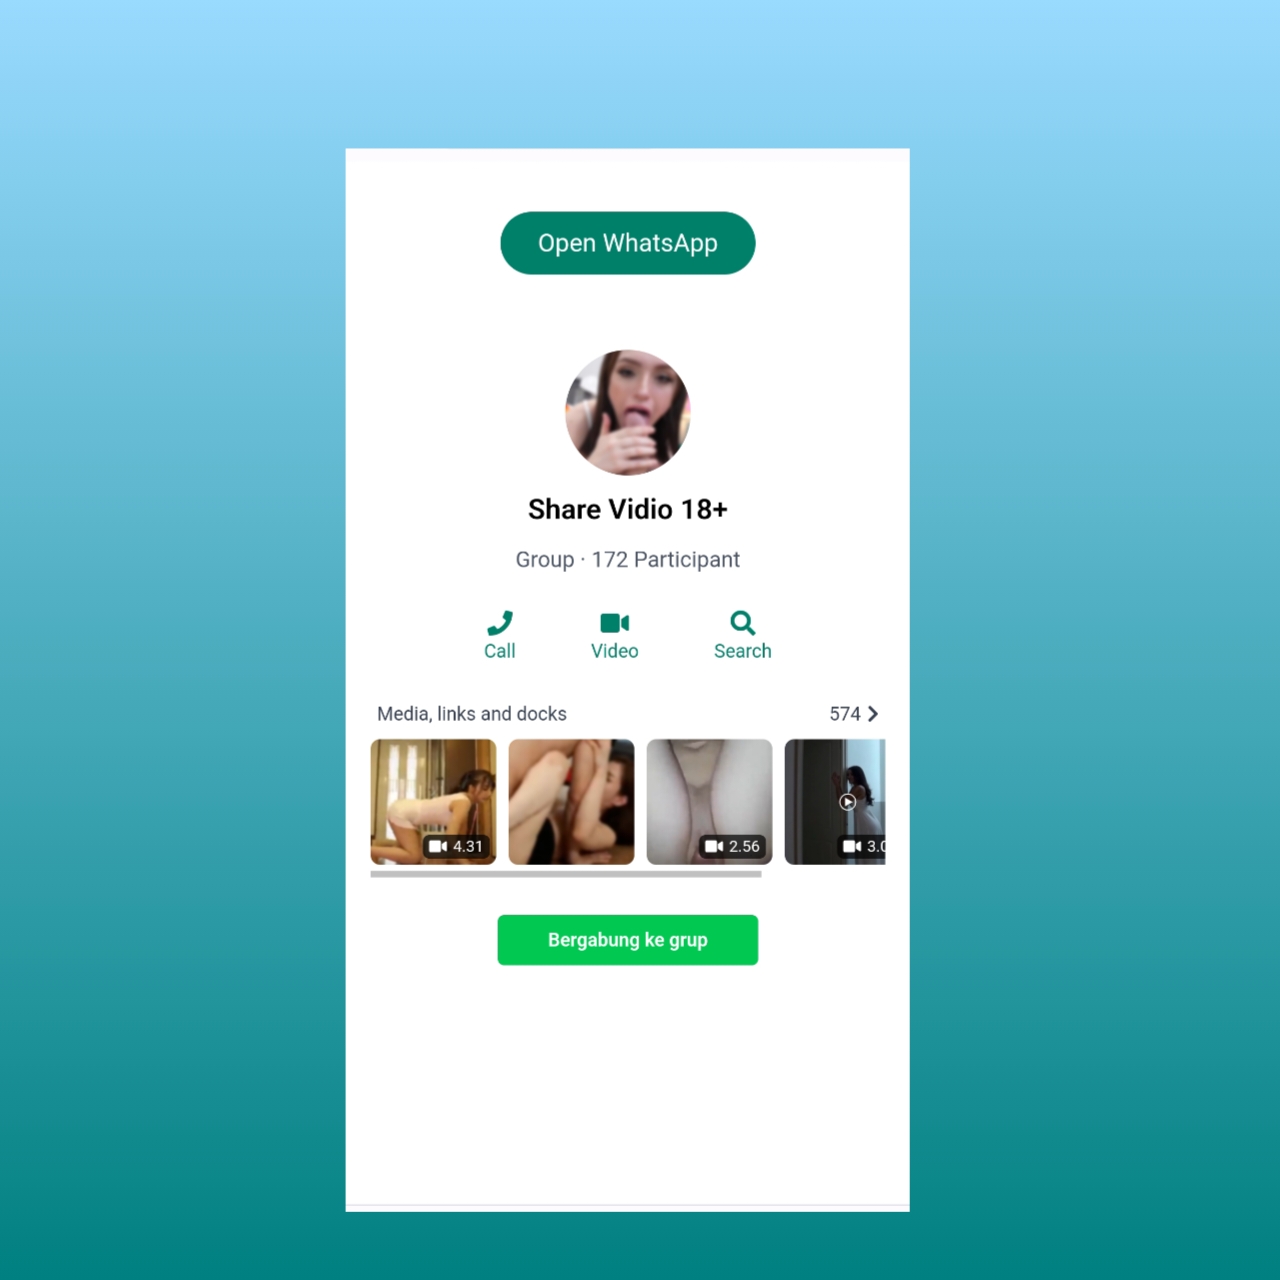 Open WhatsApp
Share Vidio 18+
Group · 172 Participant
Call Video Search
Media, links and docks 574
4.31 2.56 3.0
Bergabung ke grup